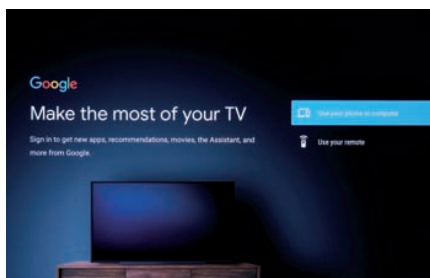 Google
Make the most of your TV
Sign in to get new apps, recommendations, movies, the Assistant, and
more from Google.
Use your phone or computer
Use your remote